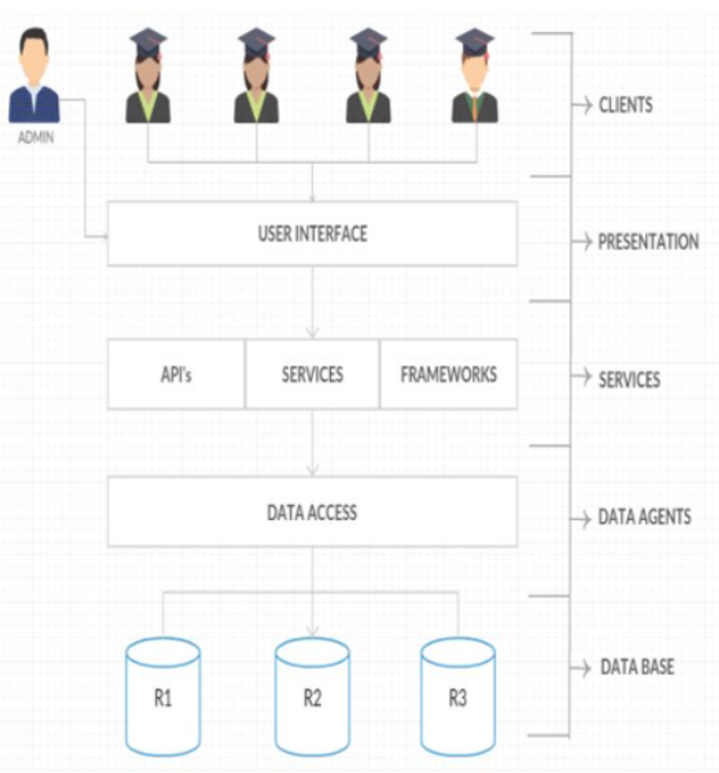 ADMIN
CLIENTS
USER INTERFACE
PRESENTATION
API's
SERVICES
FRAMEWORKS
SERVICES
DATA ACCESS
DATA AGENTS
R1
R2
R3
DATA BASE